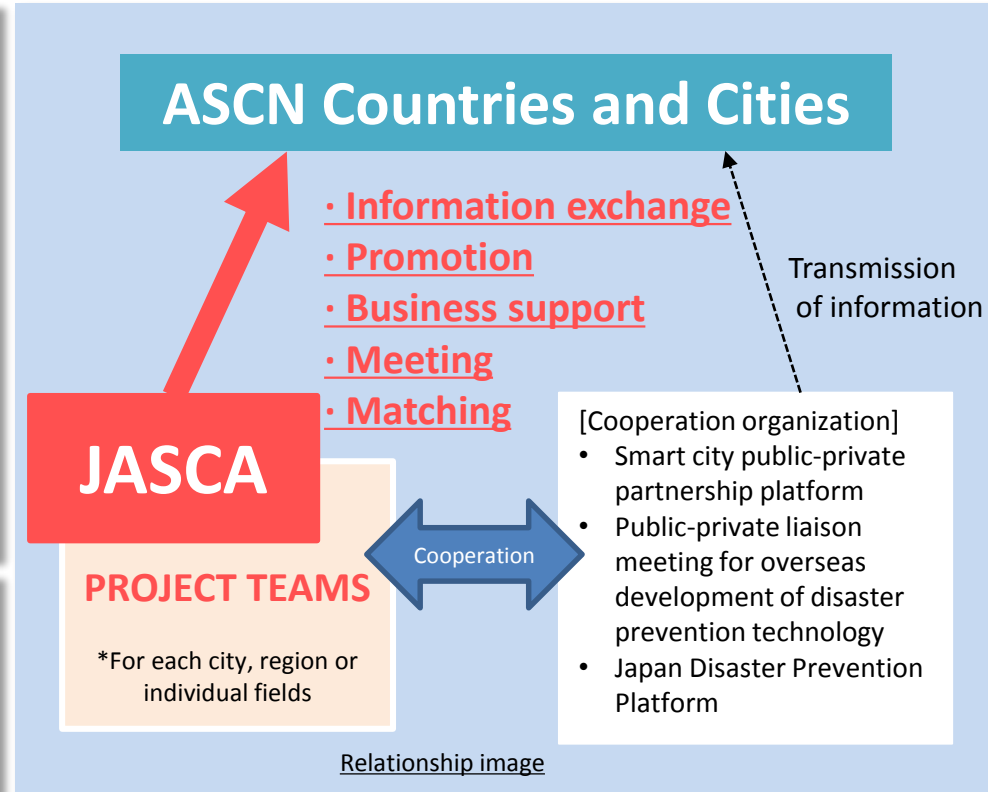 ASCN Countries and Cities
· Information exchange
· Promotion
· Business support
· Meeting
· Matching
Transmission
of information
JASCA
PROJECT TEAMS
*For each city, region or
individual fields
Cooperation
[Cooperation organization]
• Smart city public-private
partnership platform
• Public-private liaison
meeting for overseas
development of disaster
prevention technology
• Japan Disaster Prevention
Platform
Relationship image